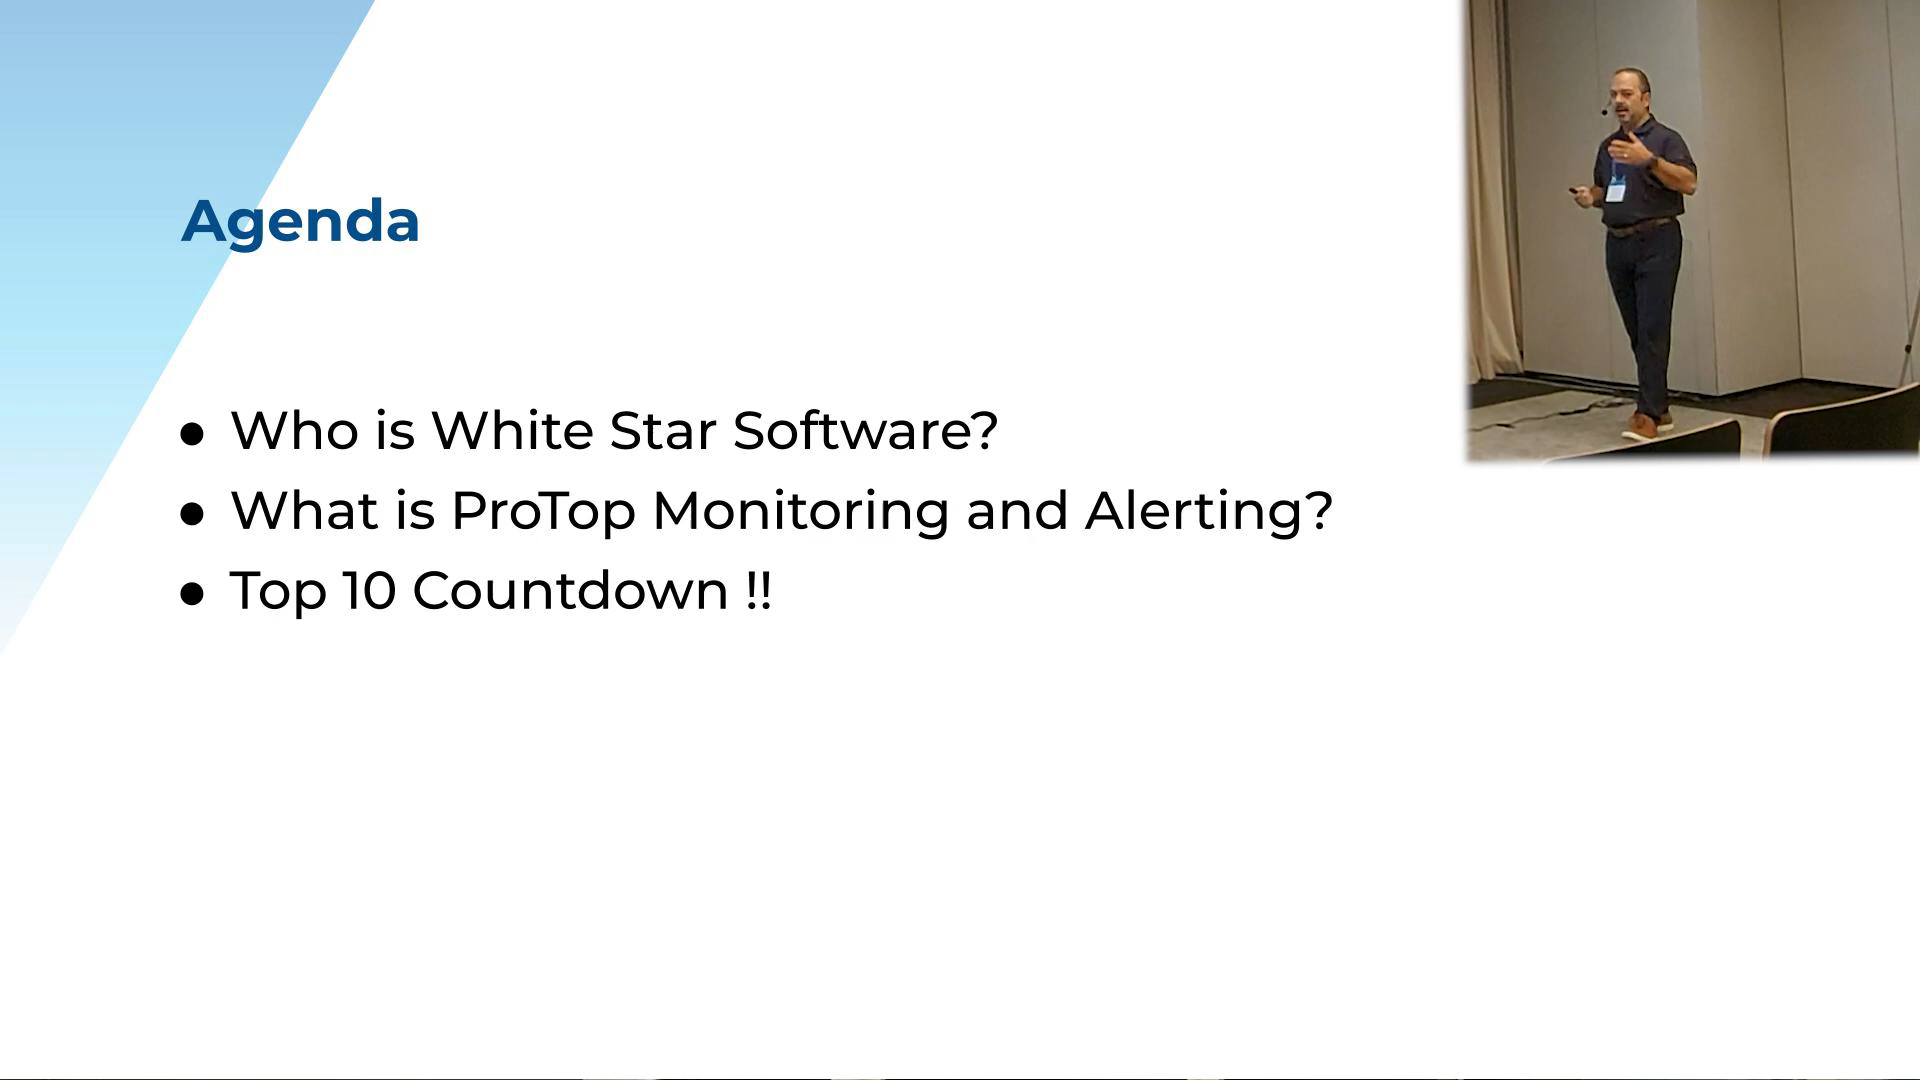 Agenda
● Who is White Star Software?
● What is ProTop Monitoring and Alerting?
● Top 10 Countdown !!